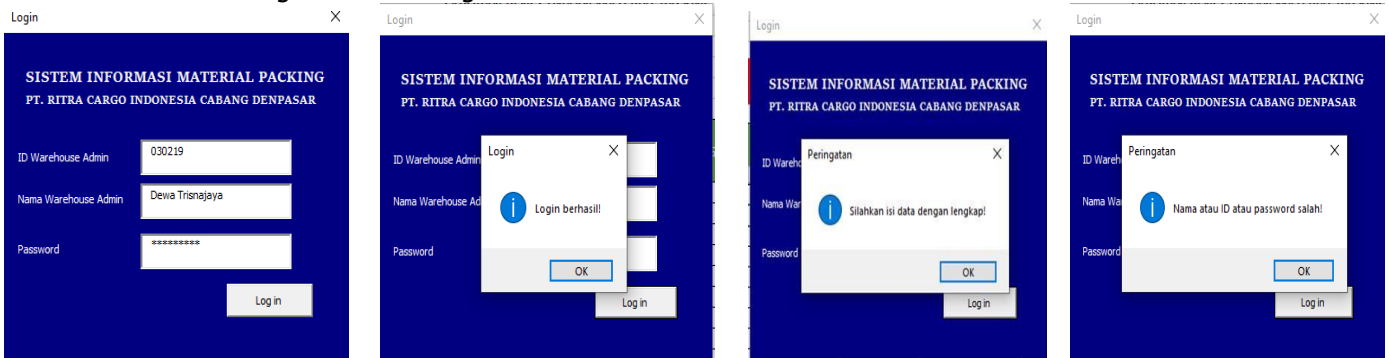 Login X
SISTEM INFORMASI MATERIAL PACKING
PT. RITRA CARGO INDONESIA CABANG DENPASAR
ID Warehouse Admin 030219
Nama Warehouse Admin Dewa Trisnajaya
Password *********
Log in
Login X
SISTEM INFORMASI MATERIAL PACKING
PT. RITRA CARGO INDONESIA CABANG DENPASAR
ID Warehouse Admin
Nama Warehouse Ad
Password
Login X
Login berhasil!
OK
Log in
Login X
SISTEM INFORMASI MATERIAL PACKING
PT. RITRA CARGO INDONESIA CABANG DENPASAR
ID Wareho
Nama War
Password
Peringatan X
Silahkan isi data dengan lengkap!
OK
Log in
Login X
SISTEM INFORMASI MATERIAL PACKING
PT. RITRA CARGO INDONESIA CABANG DENPASAR
ID Wareh
Nama Wa
Password
Peringatan X
Nama atau ID atau password salah!
OK
Log in